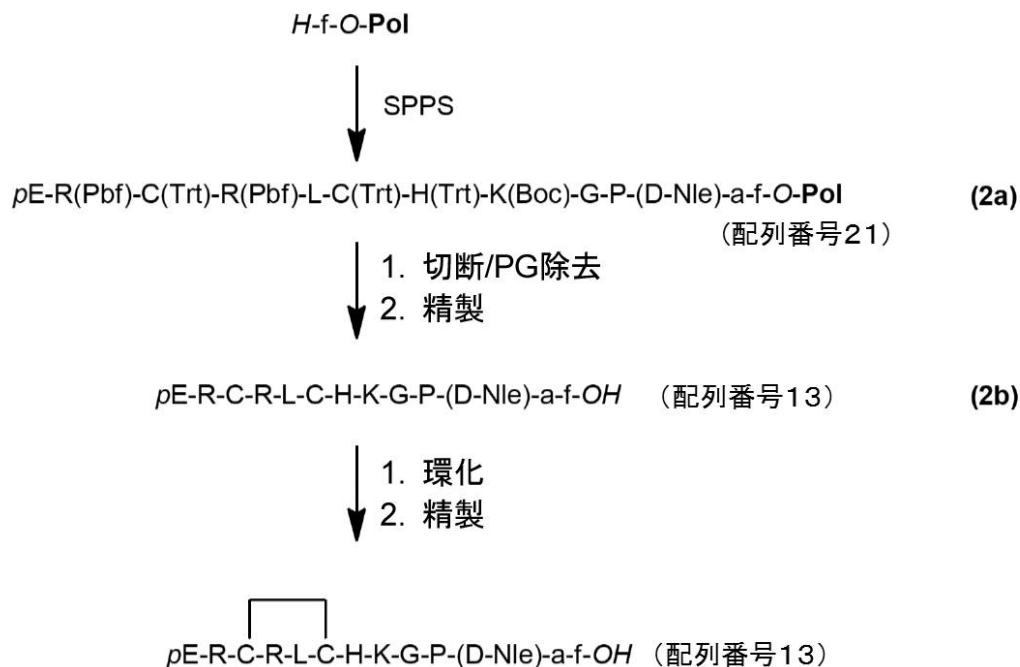 H-f-O-Pol
SPPS
pE-R(Pbf)-C(Trt)-R(Pbf)-L-C(Trt)-H(Trt)-K(Boc)-G-P-(D-Nle)-a-f-O-Pol (2a)
(配列番号21)
1. 切断/PG除去
2. 精製
pE-R-C-R-L-C-H-K-G-P-(D-Nle)-a-f-OH (配列番号13) (2b)
1. 環化
2. 精製
pE-R-C-R-L-C-H-K-G-P-(D-Nle)-a-f-OH (配列番号13)